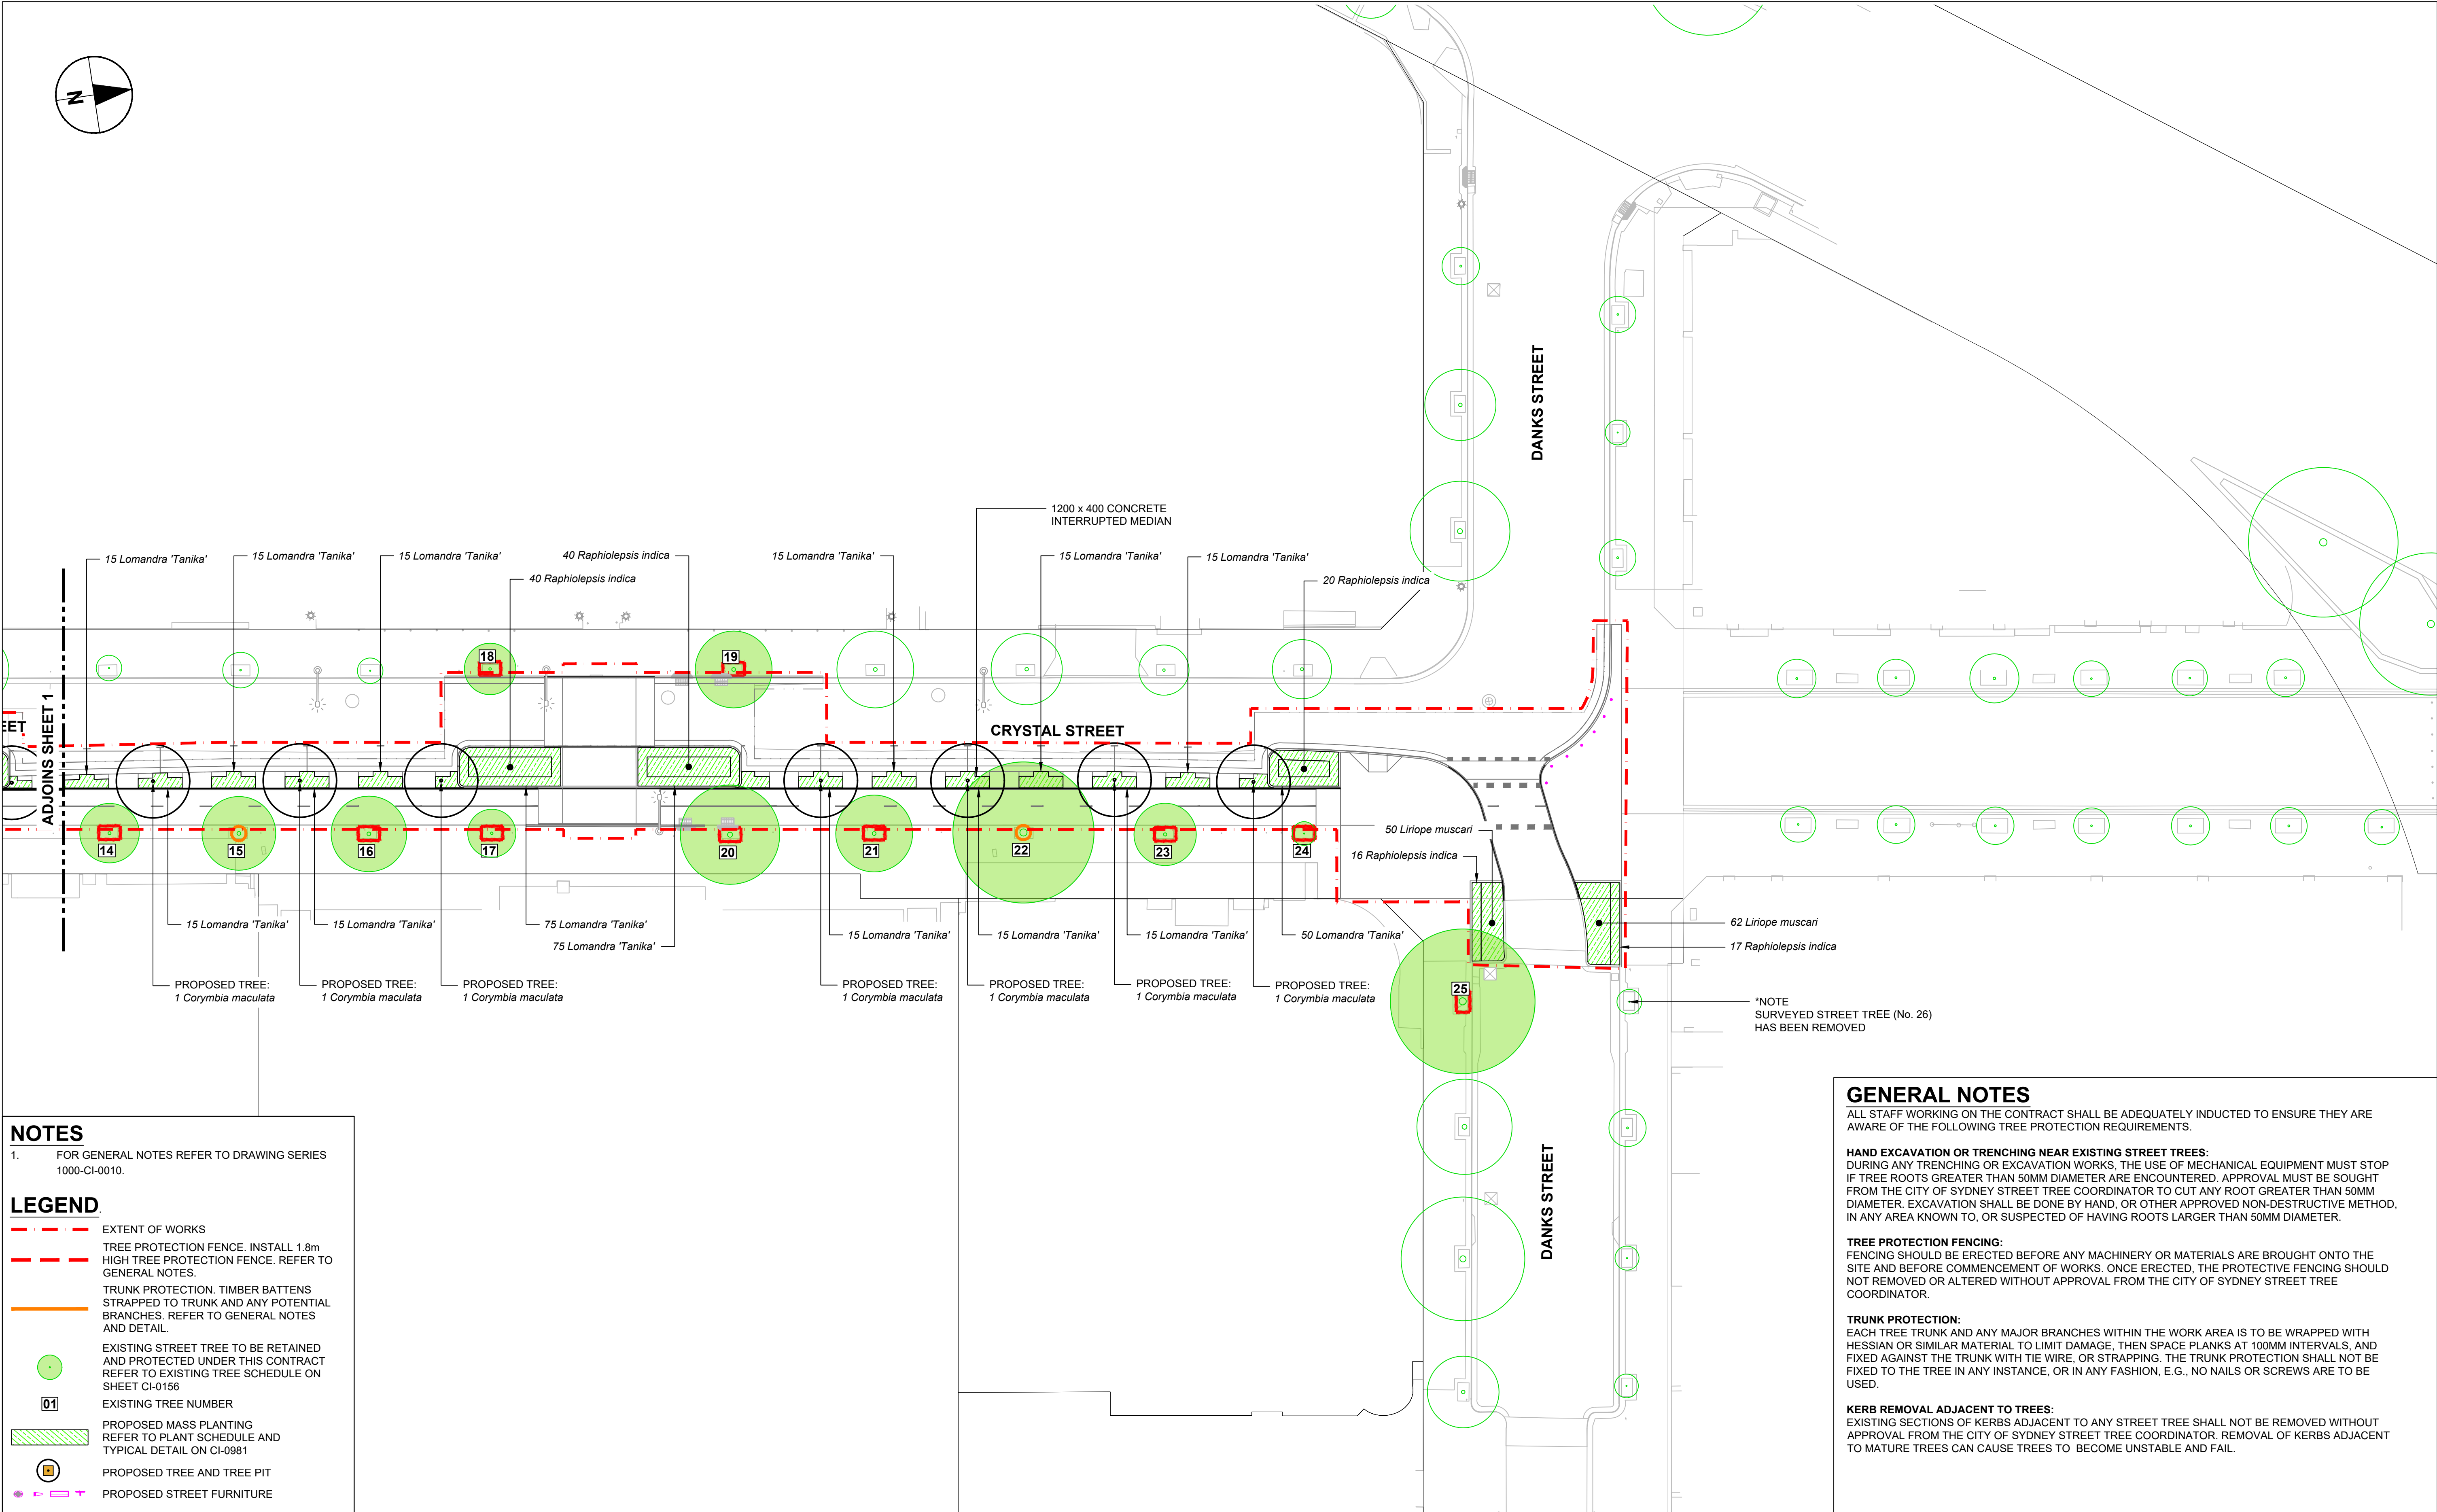 N
DANKS STREET
1200 x 400 CONCRETE
INTERRUPTED MEDIAN
15 Lomandra 'Tanika'
15 Lomandra 'Tanika'
15 Lomandra 'Tanika'
40 Raphiolepsis indica
40 Raphiolepsis indica
15 Lomandra 'Tanika'
15 Lomandra 'Tanika'
15 Lomandra 'Tanika'
20 Raphiolepsis indica
18
19
EET
ADJOINS SHEET 1
CRYSTAL STREET
14
15
16
17
20
21
22
23
24
50 Liriope muscari
16 Raphiolepsis indica
15 Lomandra 'Tanika'
15 Lomandra 'Tanika'
75 Lomandra 'Tanika'
75 Lomandra 'Tanika'
15 Lomandra 'Tanika'
15 Lomandra 'Tanika'
15 Lomandra 'Tanika'
50 Lomandra 'Tanika'
62 Liriope muscari
17 Raphiolepsis indica
PROPOSED TREE:
1 Corymbia maculata
PROPOSED TREE:
1 Corymbia maculata
PROPOSED TREE:
1 Corymbia maculata
PROPOSED TREE:
1 Corymbia maculata
PROPOSED TREE:
1 Corymbia maculata
PROPOSED TREE:
1 Corymbia maculata
PROPOSED TREE:
1 Corymbia maculata
25
*NOTE
SURVEYED STREET TREE (No. 26)
HAS BEEN REMOVED
DANKS STREET
NOTES
1. FOR GENERAL NOTES REFER TO DRAWING SERIES
1000-CI-0010.
LEGEND
EXTENT OF WORKS
TREE PROTECTION FENCE. INSTALL 1.8m
HIGH TREE PROTECTION FENCE. REFER TO
GENERAL NOTES.
TRUNK PROTECTION. TIMBER BATTENS
STRAPPED TO TRUNK AND ANY POTENTIAL
BRANCHES. REFER TO GENERAL NOTES
AND DETAIL.
EXISTING STREET TREE TO BE RETAINED
AND PROTECTED UNDER THIS CONTRACT
REFER TO EXISTING TREE SCHEDULE ON
SHEET CI-0156
01 EXISTING TREE NUMBER
PROPOSED MASS PLANTING
REFER TO PLANT SCHEDULE AND
TYPICAL DETAIL ON CI-0981
PROPOSED TREE AND TREE PIT
PROPOSED STREET FURNITURE
GENERAL NOTES
ALL STAFF WORKING ON THE CONTRACT SHALL BE ADEQUATELY INDUCTED TO ENSURE THEY ARE
AWARE OF THE FOLLOWING TREE PROTECTION REQUIREMENTS.
HAND EXCAVATION OR TRENCHING NEAR EXISTING STREET TREES:
DURING ANY TRENCHING OR EXCAVATION WORKS, THE USE OF MECHANICAL EQUIPMENT MUST STOP
IF TREE ROOTS GREATER THAN 50MM DIAMETER ARE ENCOUNTERED. APPROVAL MUST BE SOUGHT
FROM THE CITY OF SYDNEY STREET TREE COORDINATOR TO CUT ANY ROOT GREATER THAN 50MM
DIAMETER. EXCAVATION SHALL BE DONE BY HAND, OR OTHER APPROVED NON-DESTRUCTIVE METHOD,
IN ANY AREA KNOWN TO, OR SUSPECTED OF HAVING ROOTS LARGER THAN 50MM DIAMETER.
TREE PROTECTION FENCING:
FENCING SHOULD BE ERECTED BEFORE ANY MACHINERY OR MATERIALS ARE BROUGHT ONTO THE
SITE AND BEFORE COMMENCEMENT OF WORKS. ONCE ERECTED, THE PROTECTIVE FENCING SHOULD
NOT REMOVED OR ALTERED WITHOUT APPROVAL FROM THE CITY OF SYDNEY STREET TREE
COORDINATOR.
TRUNK PROTECTION:
EACH TREE TRUNK AND ANY MAJOR BRANCHES WITHIN THE WORK AREA IS TO BE WRAPPED WITH
HESSIAN OR SIMILAR MATERIAL TO LIMIT DAMAGE, THEN SPACE PLANKS AT 100MM INTERVALS, AND
FIXED AGAINST THE TRUNK WITH TIE WIRE, OR STRAPPING. THE TRUNK PROTECTION SHALL NOT BE
FIXED TO THE TREE IN ANY INSTANCE, OR IN ANY FASHION, E.G., NO NAILS OR SCREWS ARE TO BE
USED.
KERB REMOVAL ADJACENT TO TREES:
EXISTING SECTIONS OF KERBS ADJACENT TO ANY STREET TREE SHALL NOT BE REMOVED WITHOUT
APPROVAL FROM THE CITY OF SYDNEY STREET TREE COORDINATOR. REMOVAL OF KERBS ADJACENT
TO MATURE TREES CAN CAUSE TREES TO BECOME UNSTABLE AND FAIL.